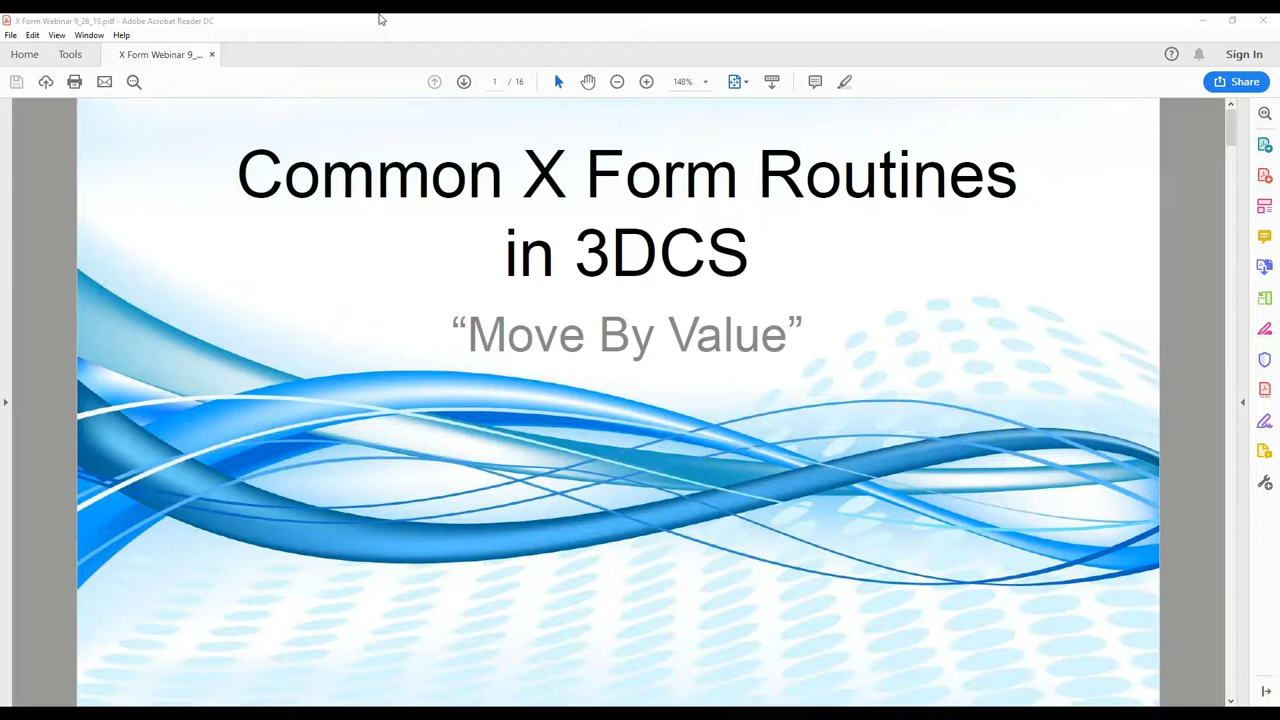 X Form Webinar 9_26_19.pdf - Adobe Acrobat Reader DC
File Edit View Window Help
Home Tools X Form Webinar 9_... × Sign In
1 / 16 148% Share
Common X Form Routines
in 3DCS
“Move By Value”